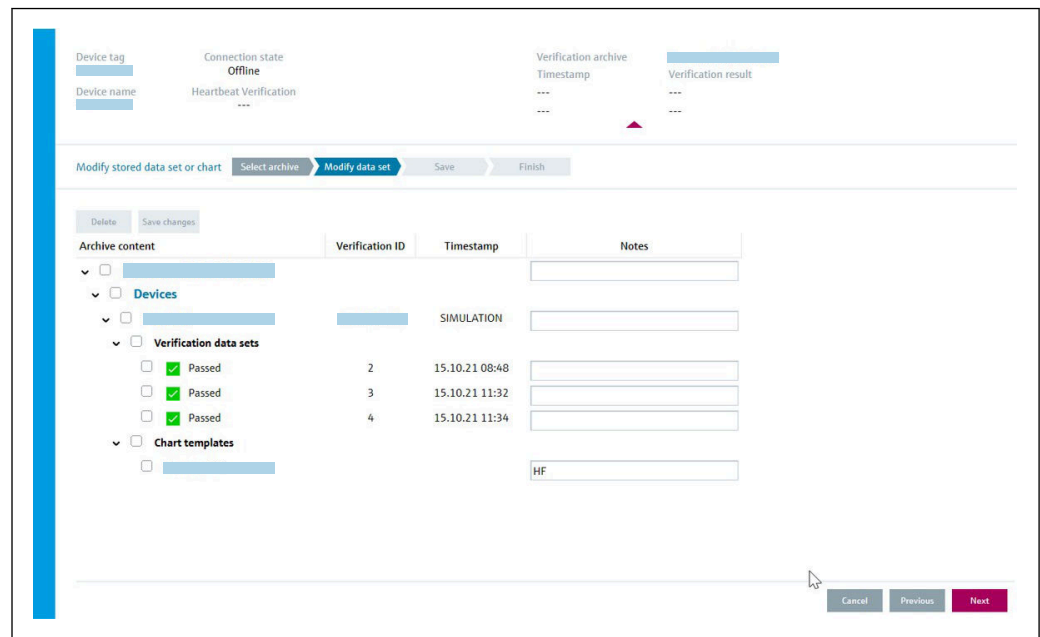 Device tag Connection state Verification archive
Offline Timestamp Verification result
Device name Heartbeat Verification --- ---
--- --- ---
Modify stored data set or chart Select archive Modify data set Save Finish
Delete Save changes
Archive content Verification ID Timestamp Notes
Devices
SIMULATION
Verification data sets
Passed 2 15.10.21 08:48
Passed 3 15.10.21 11:32
Passed 4 15.10.21 11:34
Chart templates
HF
Cancel Previous Next